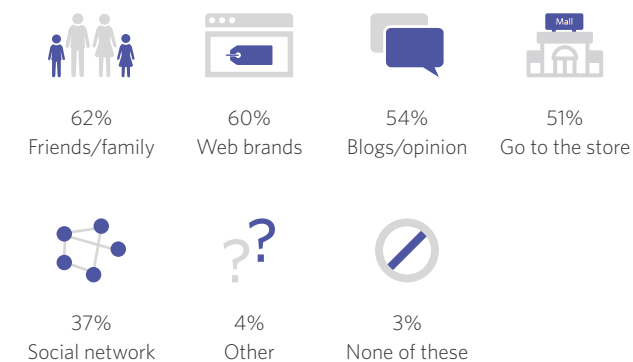 Mall
62%
Friends/family
60%
Web brands
54%
Blogs/opinion
51%
Go to the store
??
37%
Social network
4%
Other
3%
None of these